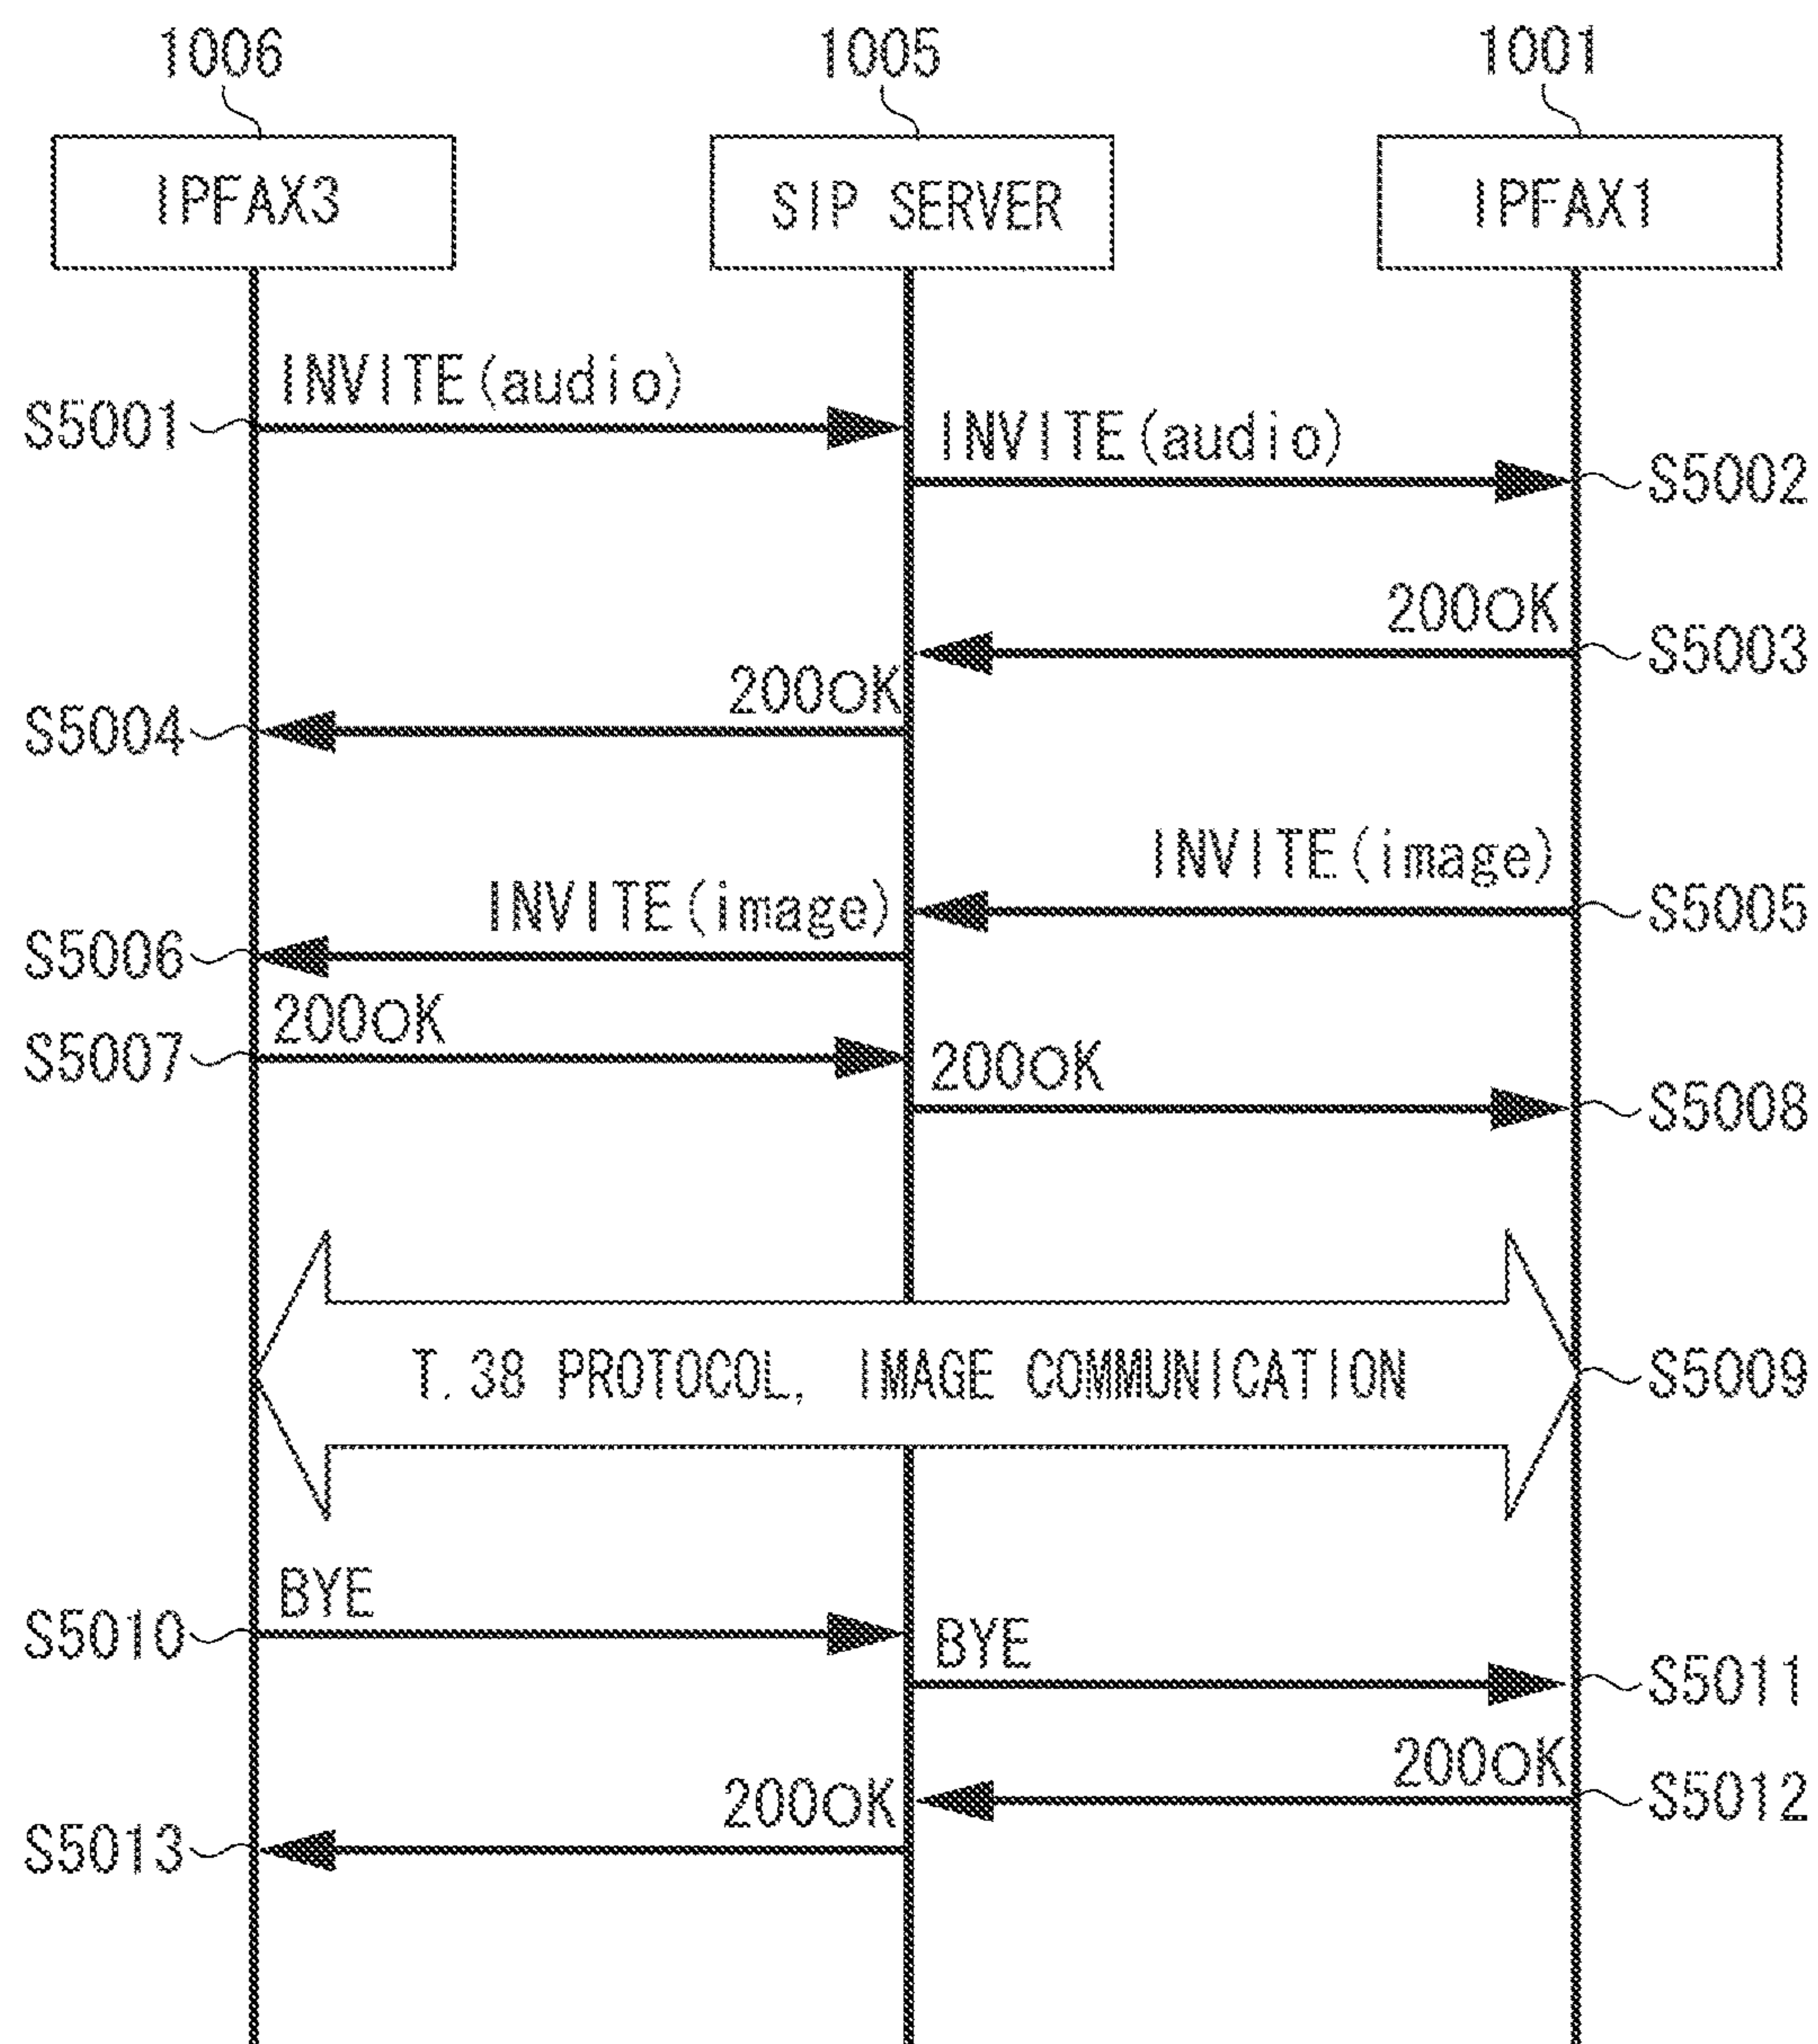 1006 1005 1001
IPFAX3 SIP SERVER IPFAX1
INVITE(audio)
S5001
INVITE(audio)
S5002
200OK
S5003
200OK
S5004
INVITE(image)
S5005
INVITE(image)
S5006
200OK
S5007
200OK
S5008
T.38 PROTOCOL, IMAGE COMMUNICATION
S5009
BYE
S5010
BYE
S5011
200OK
S5012
200OK
S5013